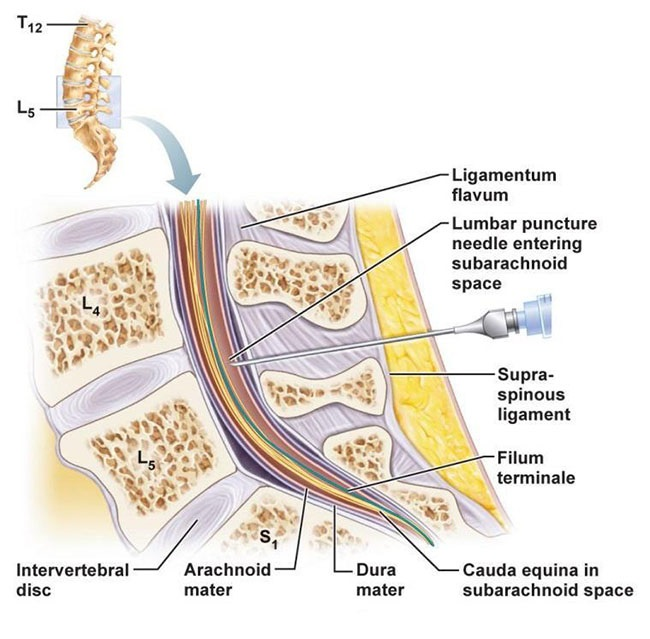 T12
L5
Ligamentum
flavum
Lumbar puncture
needle entering
subarachnoid
space
L4
Supra-
spinous
ligament
L5
Filum
terminale
S1
Intervertebral
disc
Arachnoid
mater
Dura
mater
Cauda equina in
subarachnoid space